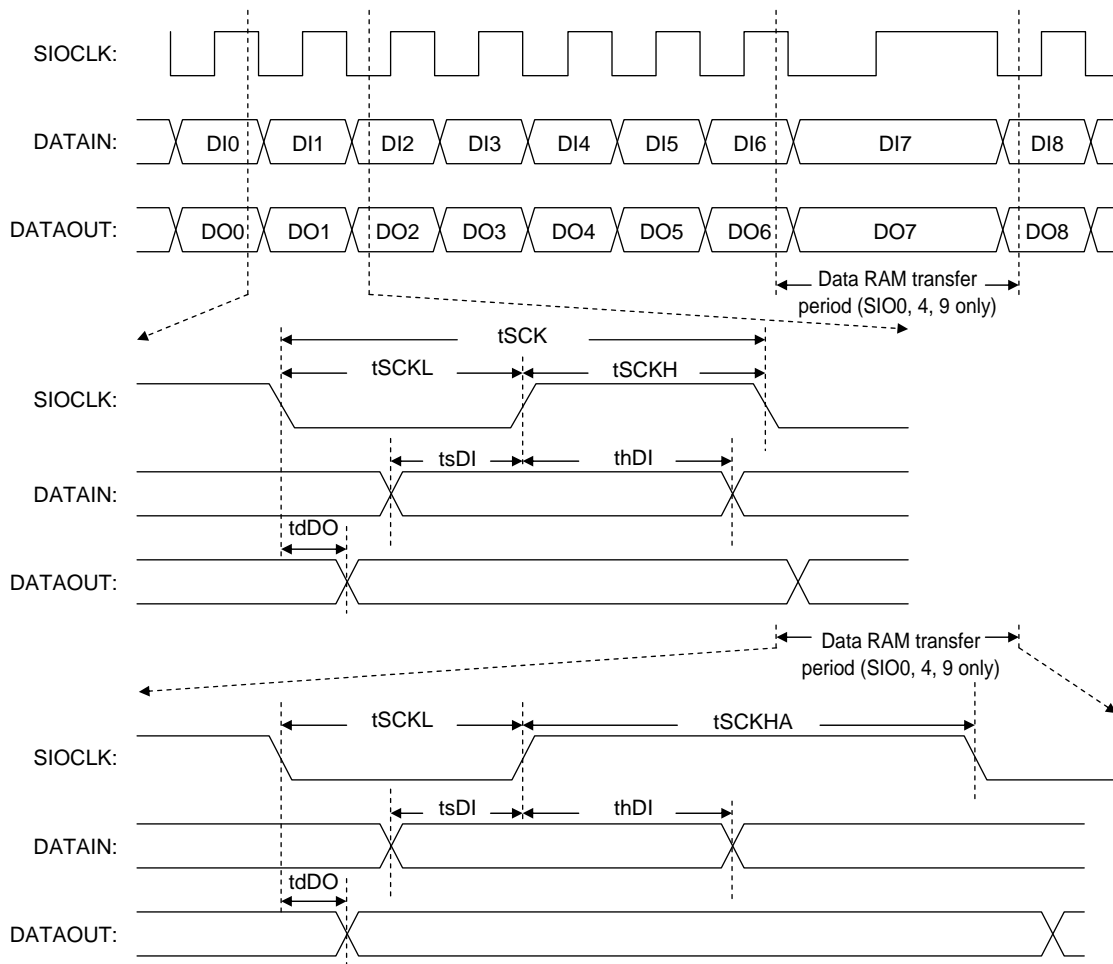 SIOCLK:
DATAIN:
DI0 DI1 DI2 DI3 DI4 DI5 DI6 DI7 DI8
DATAOUT:
DO0 DO1 DO2 DO3 DO4 DO5 DO6 DO7 DO8
Data RAM transfer
period (SIO0, 4, 9 only)
tSCK
tSCKL tSCKH
SIOCLK:
tsDI thDI
DATAIN:
tdDO
DATAOUT:
Data RAM transfer
period (SIO0, 4, 9 only)
tSCKL tSCKHA
SIOCLK:
tsDI thDI
DATAIN:
tdDO
DATAOUT: